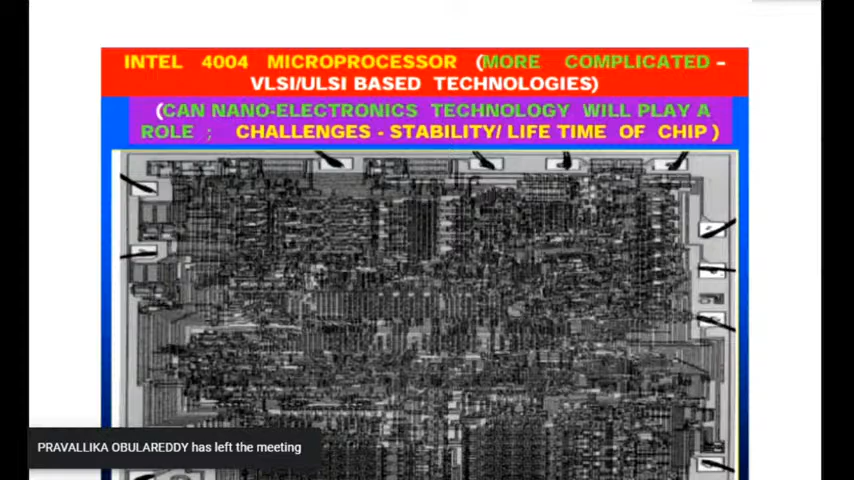 INTEL 4004 MICROPROCESSOR (MORE COMPLICATED –
VLSI/ULSI BASED TECHNOLOGIES)
(CAN NANO-ELECTRONICS TECHNOLOGY WILL PLAY A
ROLE ; CHALLENGES - STABILITY/ LIFE TIME OF CHIP )
PRAVALLIKA OBULAREDDY has left the meeting